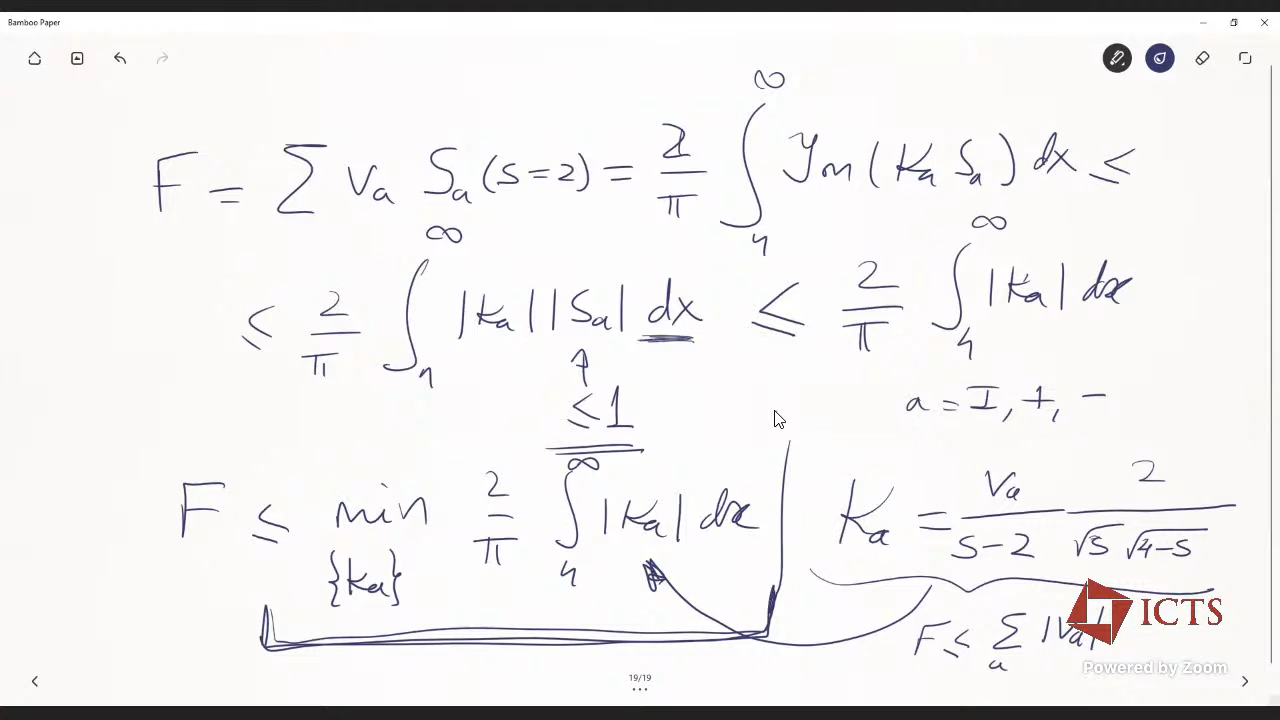 Bamboo Paper
F = ∑ Va Sa(s=2) = 2/π ∫₄^∞ Im(Ka Sa) dx ≤
≤ 2/π ∫₄^∞ |Ka||Sa| dx ≤ 2/π ∫₄^∞ |Ka| dx
↑
≤1
a = I, +, -
F ≤ min {Ka} 2/π ∫₄^∞ |Ka| dx
Ka = Va/(s-2) 2/(√s √4-s)
F ≤ ∑a |Va|
ICTS
Powered by Zoom
19/19